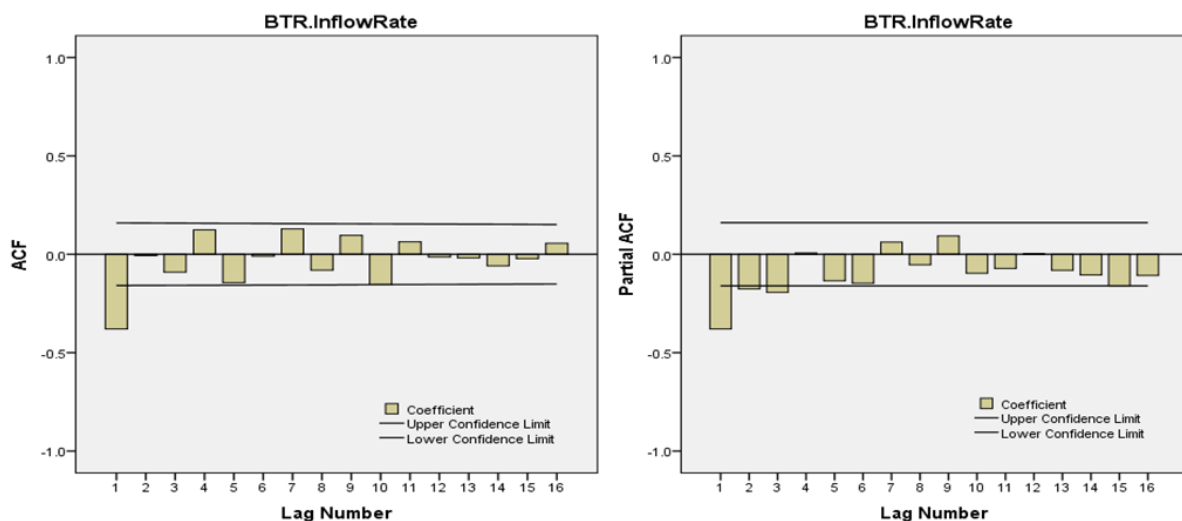 BTR.InflowRate
1.0
0.5
0.0
-0.5
-1.0
ACF
Coefficient
Upper Confidence Limit
Lower Confidence Limit
1 2 3 4 5 6 7 8 9 10 11 12 13 14 15 16
Lag Number
BTR.InflowRate
1.0
0.5
0.0
-0.5
-1.0
Partial ACF
Coefficient
Upper Confidence Limit
Lower Confidence Limit
1 2 3 4 5 6 7 8 9 10 11 12 13 14 15 16
Lag Number